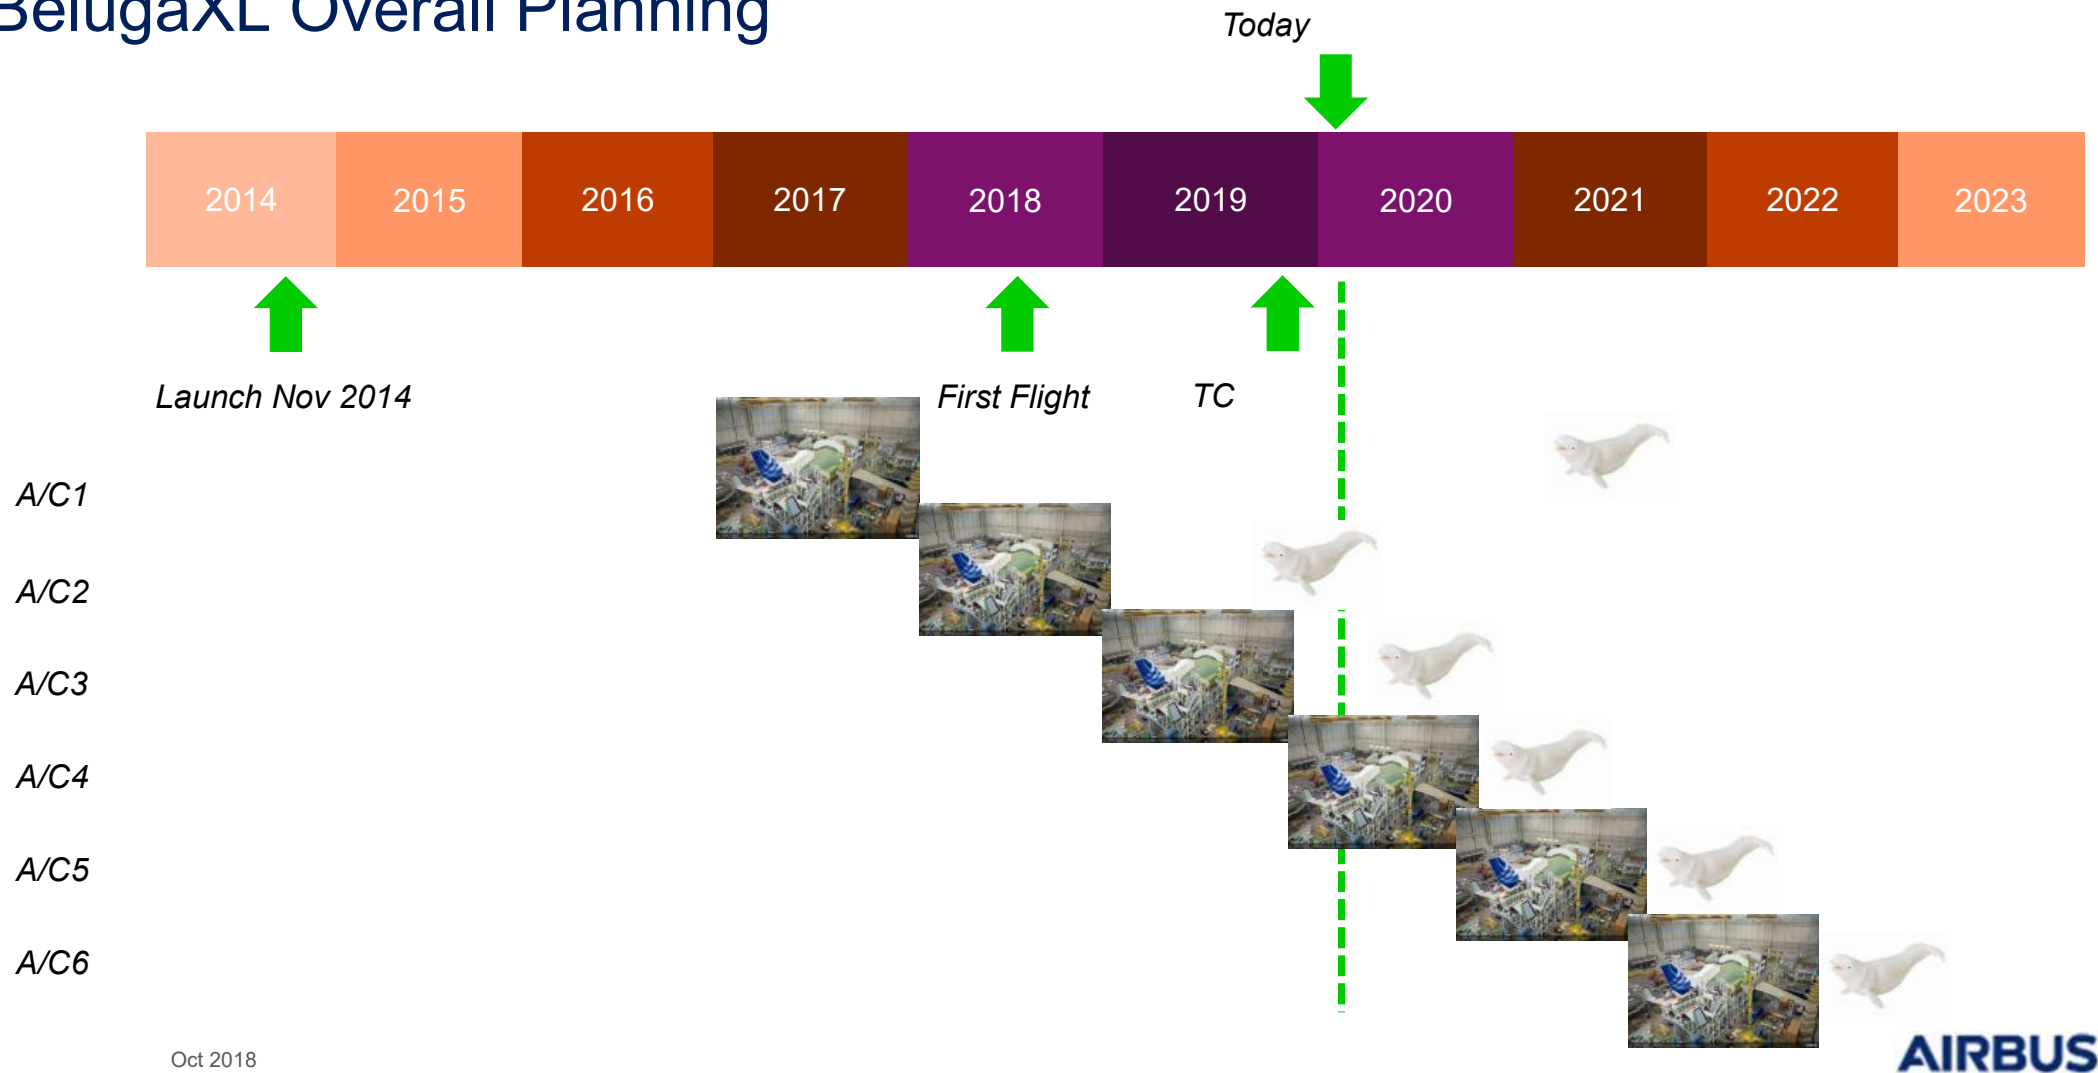 BelugaXL Overall Planning
Today
2014 2015 2016 2017 2018 2019 2020 2021 2022 2023
Launch Nov 2014 First Flight TC
A/C1
A/C2
A/C3
A/C4
A/C5
A/C6
Oct 2018
AIRBUS